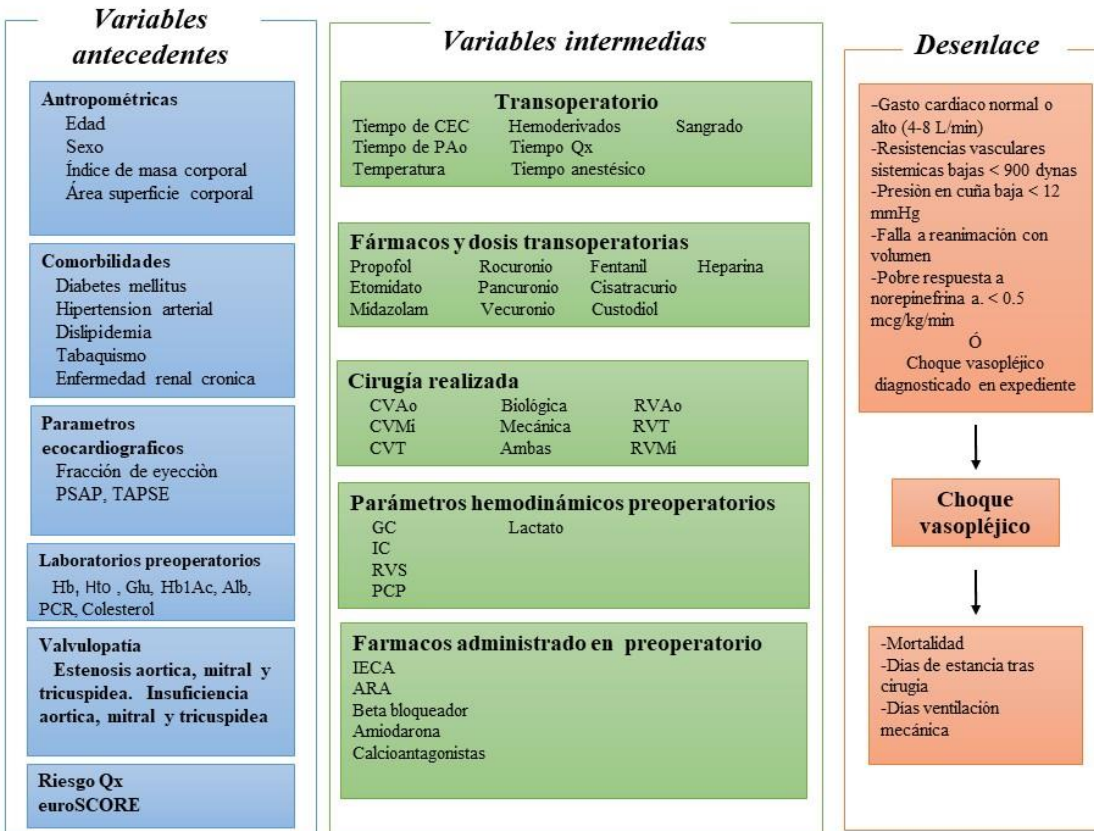 Variables
antecedentes
Antropométricas
Edad
Sexo
Índice de masa corporal
Área superficie corporal
Comorbilidades
Diabetes mellitus
Hipertension arterial
Dislipidemia
Tabaquismo
Enfermedad renal cronica
Parametros
ecocardiograficos
Fracción de eyecciòn
PSAP, TAPSE
Laboratorios preoperatorios
Hb, Hto , Glu, Hb1Ac, Alb,
PCR, Colesterol
Valvulopatía
Estenosis aortica, mitral y
tricuspidea. Insuficiencia
aortica, mitral y tricuspidea
Riesgo Qx
euroSCORE
Variables intermedias
Transoperatorio
Tiempo de CEC Hemoderivados Sangrado
Tiempo de PAo Tiempo Qx
Temperatura Tiempo anestésico
Fármacos y dosis transoperatorias
Propofol Rocuronio Fentanil Heparina
Etomidato Pancuronio Cisatracurio
Midazolam Vecuronio Custodiol
Cirugía realizada
CVAo Biológica RVAo
CVMi Mecánica RVT
CVT Ambas RVMi
Parámetros hemodinámicos preoperatorios
GC Lactato
IC
RVS
PCP
Farmacos administrado en preoperatorio
IECA
ARA
Beta bloqueador
Amiodarona
Calcioantagonistas
Desenlace
-Gasto cardiaco normal o
alto (4-8 L/min)
-Resistencias vasculares
sistemicas bajas < 900 dynas
-Presiòn en cuña baja < 12
mmHg
-Falla a reanimación con
volumen
-Pobre respuesta a
norepinefrina a. < 0.5
mcg/kg/min
Ó
Choque vasopléjico
diagnosticado en expediente
Choque
vasopléjico
-Mortalidad
-Dias de estancia tras
cirugia
-Dias ventilación
mecánica